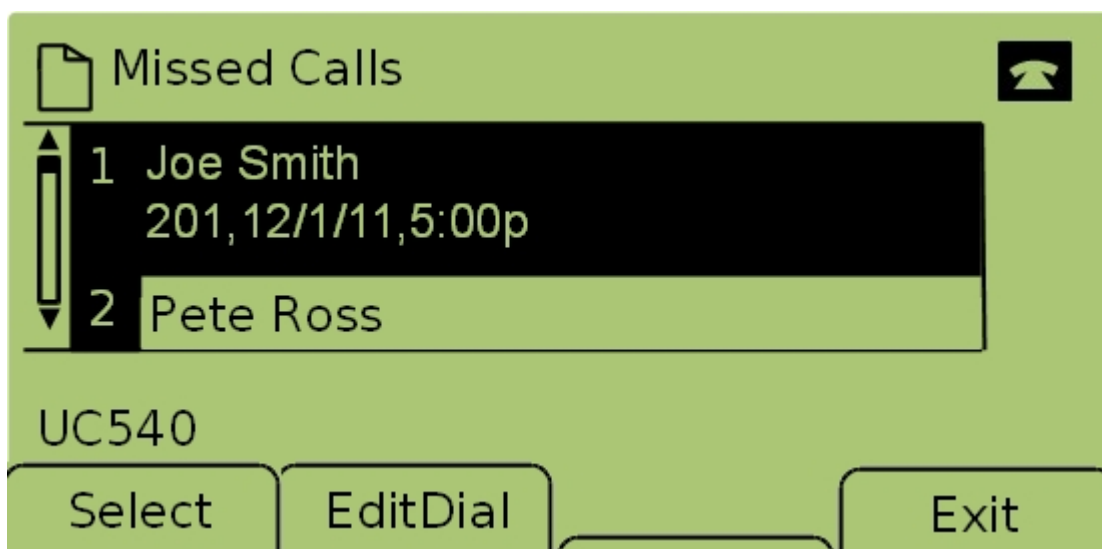 Missed Calls
1 Joe Smith
201,12/1/11,5:00p
2 Pete Ross
UC540
Select EditDial Exit